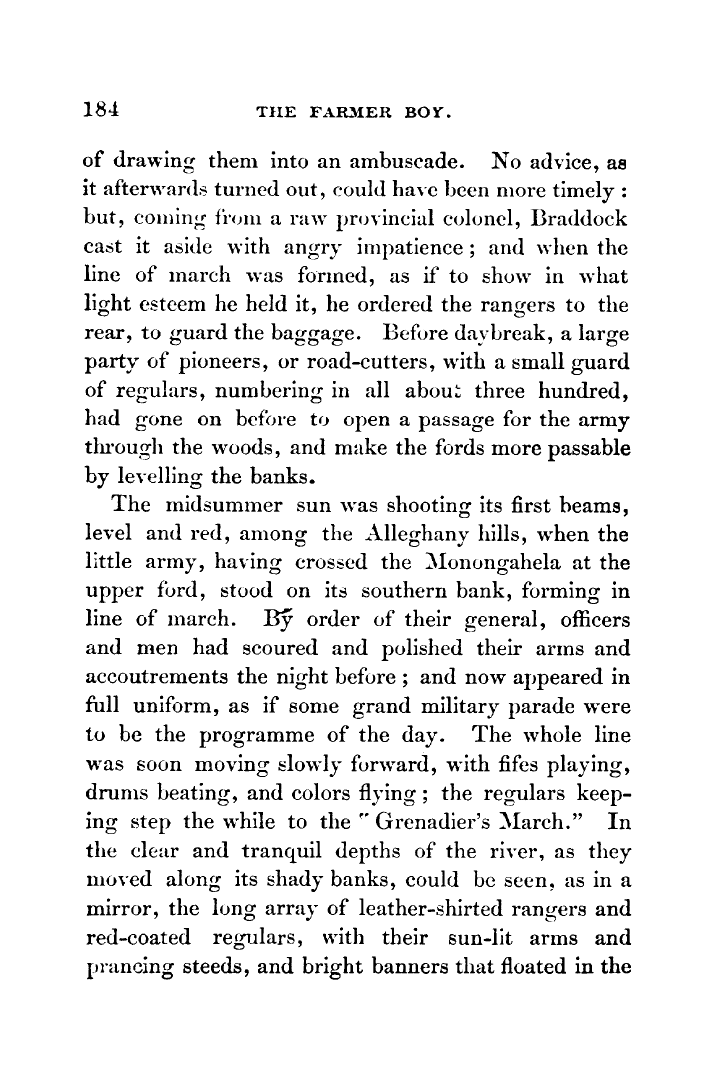 184 THE FARMER BOY.
of drawing them into an ambuscade. No advice, as
it afterwards turned out, could have been more timely :
but, coming from a raw provincial colonel, Braddock
cast it aside with angry impatience ; and when the
line of march was formed, as if to show in what
light esteem he held it, he ordered the rangers to the
rear, to guard the baggage. Before daybreak, a large
party of pioneers, or road-cutters, with a small guard
of regulars, numbering in all about three hundred,
had gone on before to open a passage for the army
through the woods, and make the fords more passable
by levelling the banks.
The midsummer sun was shooting its first beams,
level and red, among the Alleghany hills, when the
little army, having crossed the Monongahela at the
upper ford, stood on its southern bank, forming in
line of march. By order of their general, officers
and men had scoured and polished their arms and
accoutrements the night before ; and now appeared in
full uniform, as if some grand military parade were
to be the programme of the day. The whole line
was soon moving slowly forward, with fifes playing,
drums beating, and colors flying ; the regulars keep-
ing step the while to the " Grenadier's March." In
the clear and tranquil depths of the river, as they
moved along its shady banks, could be seen, as in a
mirror, the long array of leather-shirted rangers and
red-coated regulars, with their sun-lit arms and
prancing steeds, and bright banners that floated in the